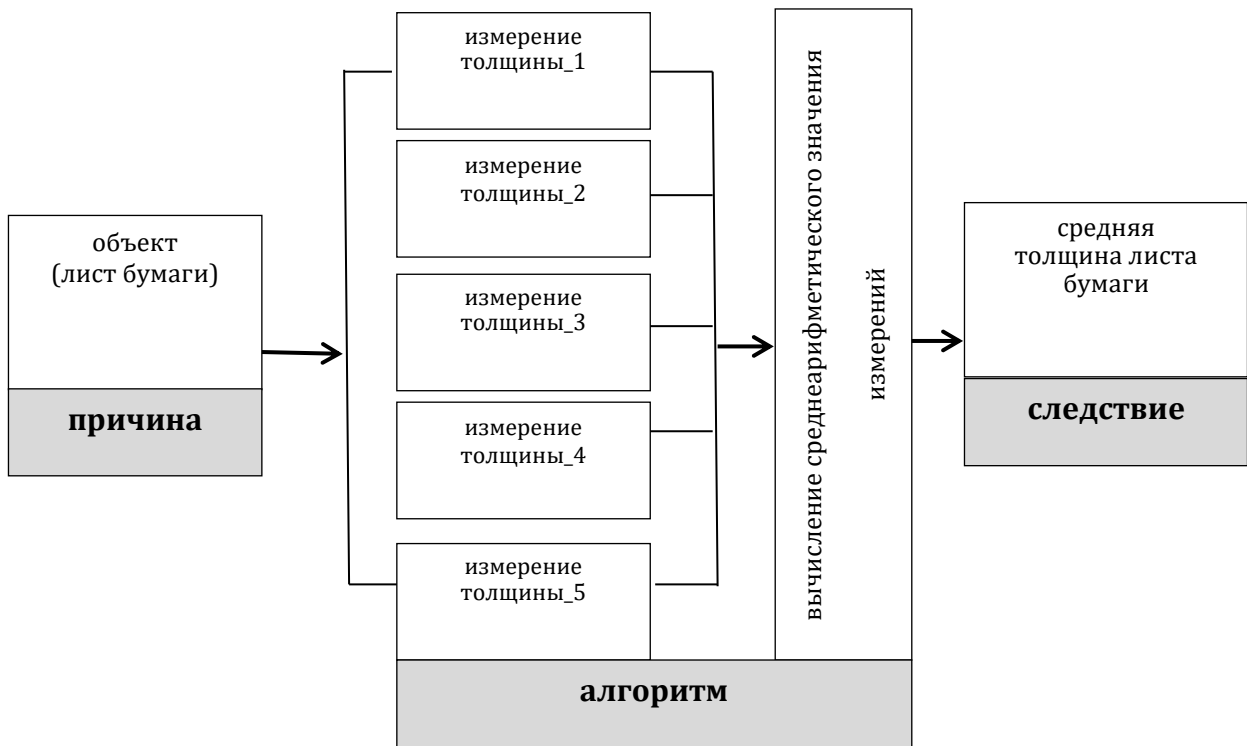 объект
(лист бумаги)
причина
измерение
толщины_1
измерение
толщины_2
измерение
толщины_3
измерение
толщины_4
измерение
толщины_5
вычисление среднеарифметического значения
измерений
алгоритм
средняя
толщина листа
бумаги
следствие